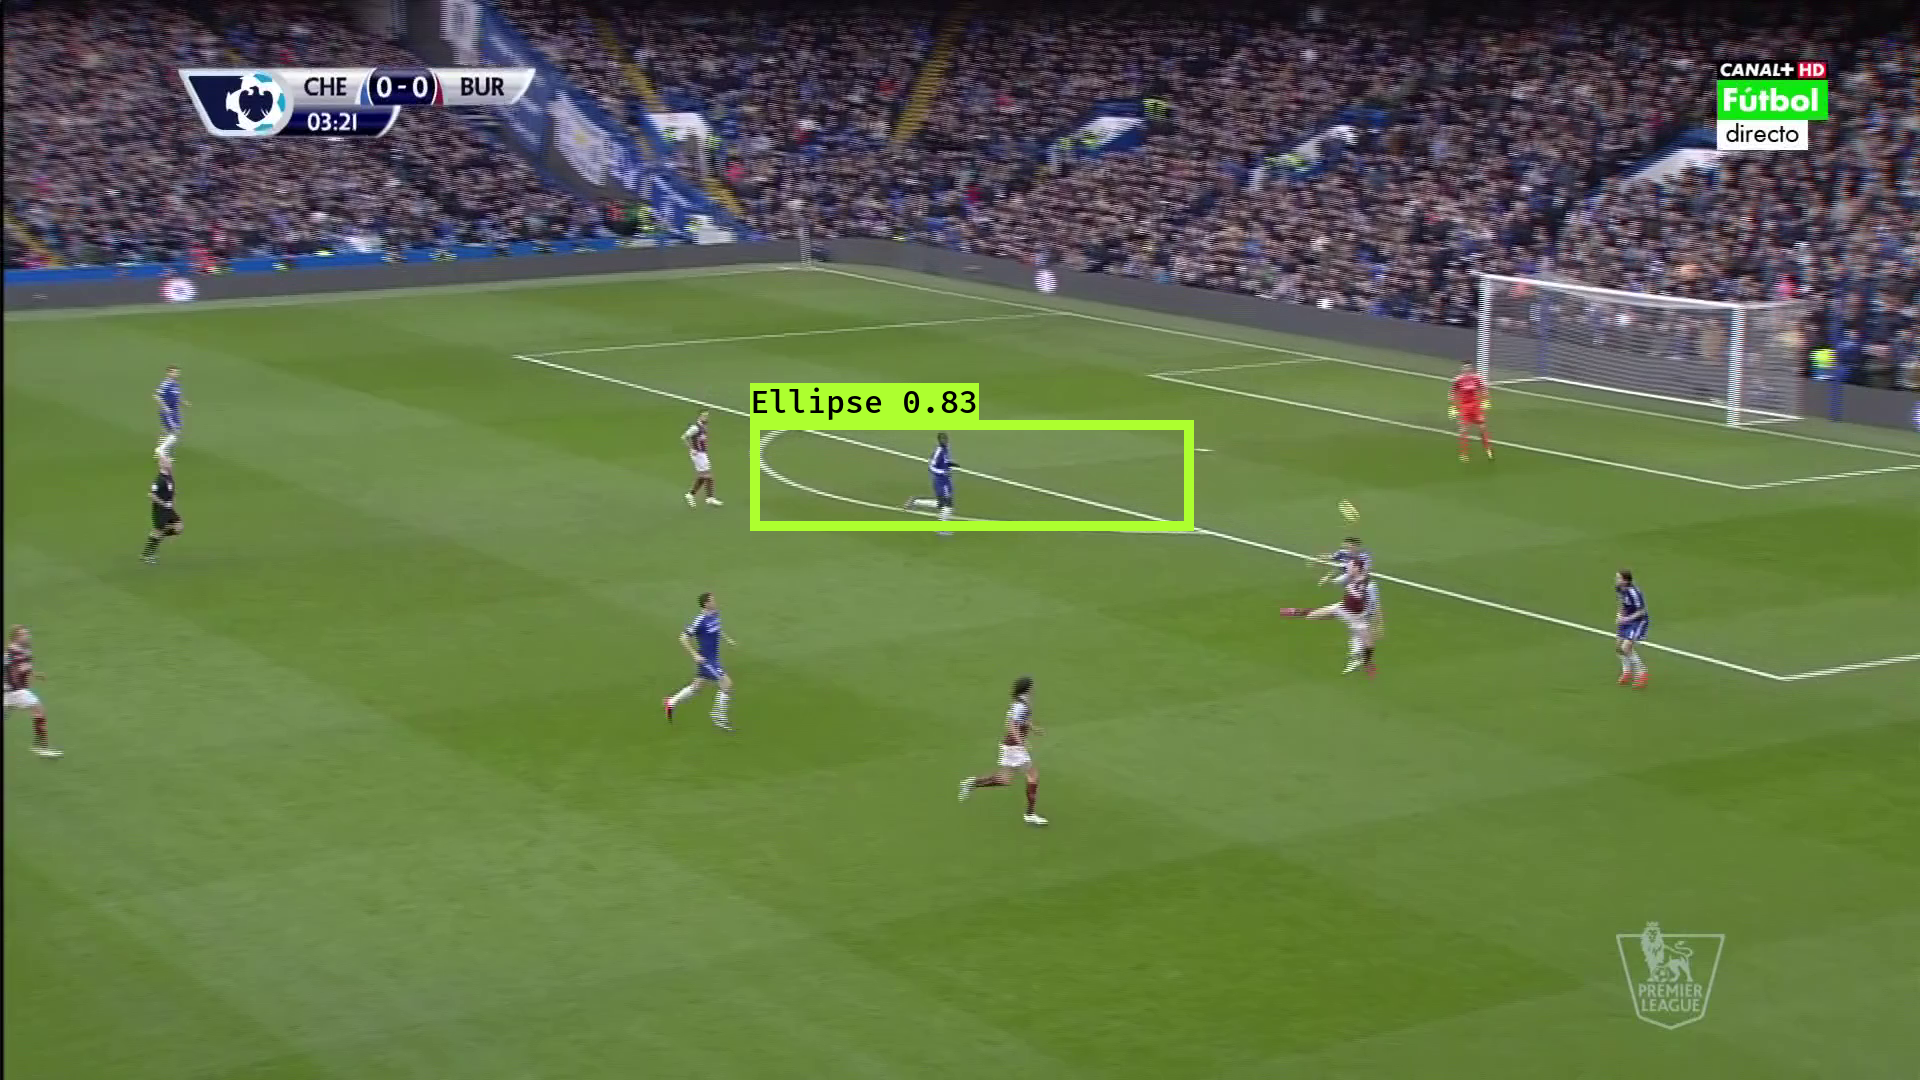 CHE 0-0 BUR
03:21
CANAL+ HD
Fútbol
directo
Ellipse 0.83
PREMIER
LEAGUE